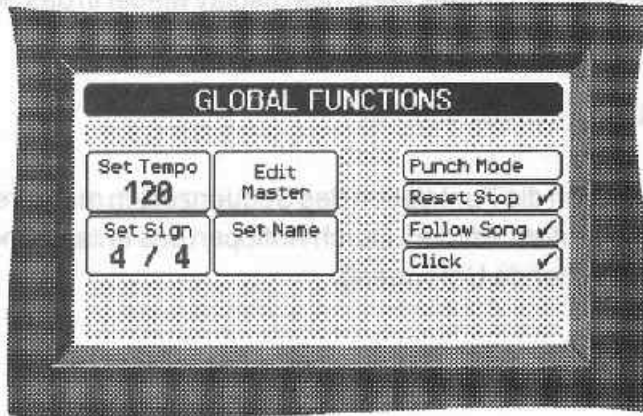 GLOBAL FUNCTIONS
Set Tempo
120
Edit
Master
Set Sign
4 / 4
Set Name
Punch Mode
Reset Stop ✓
Follow Song ✓
Click ✓